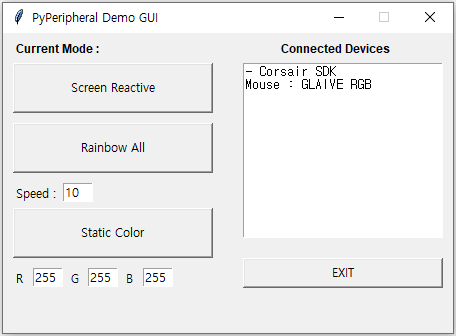 PyPeripheral Demo GUI
Current Mode :
Screen Reactive
Rainbow All
Speed : 10
Static Color
R 255 G 255 B 255
Connected Devices
- Corsair SDK
Mouse : GLAIVE RGB
EXIT